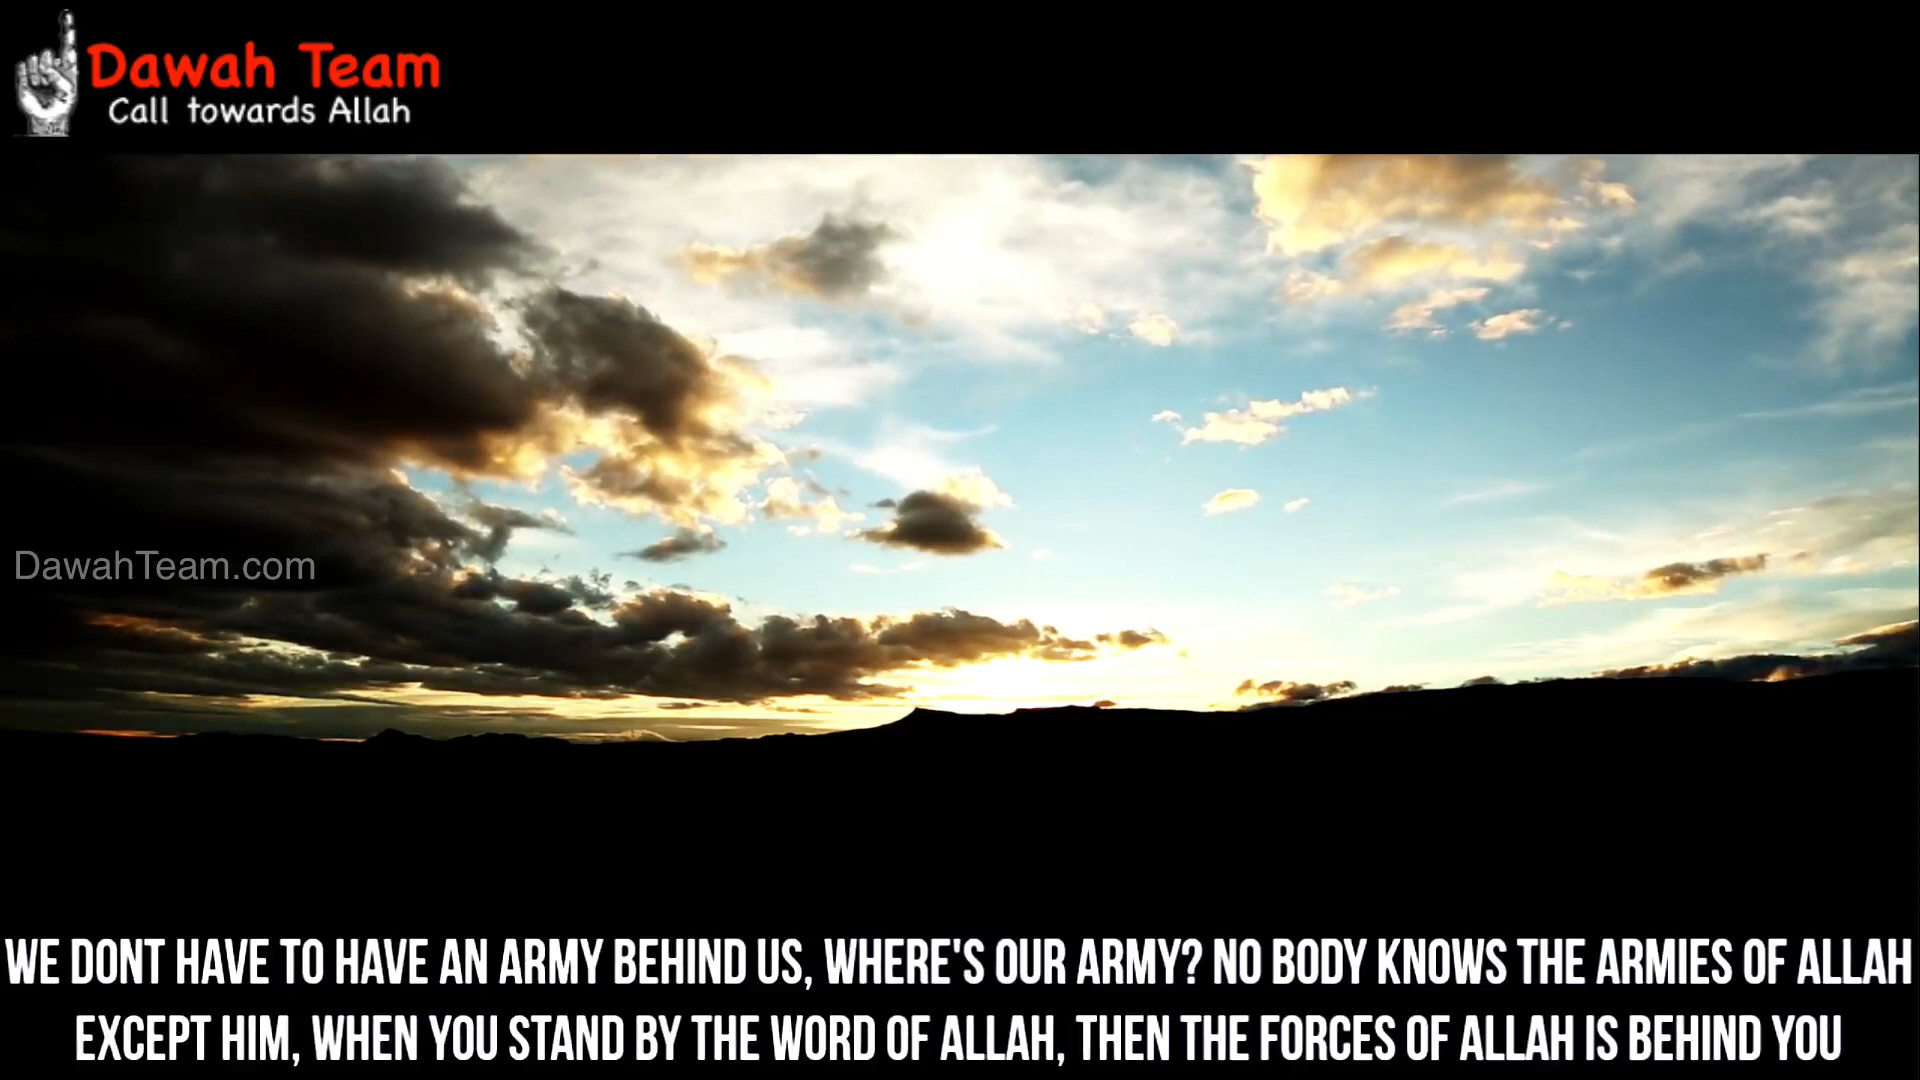 Dawah Team
Call towards Allah
DawahTeam.com
WE DONT HAVE TO HAVE AN ARMY BEHIND US, WHERE'S OUR ARMY? NO BODY KNOWS THE ARMIES OF ALLAH
EXCEPT HIM, WHEN YOU STAND BY THE WORD OF ALLAH, THEN THE FORCES OF ALLAH IS BEHIND YOU